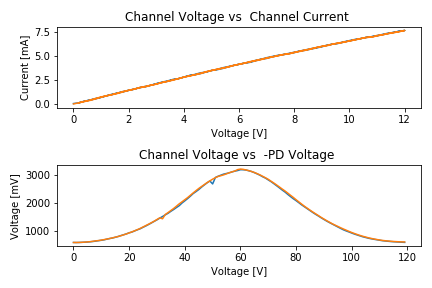 Channel Voltage vs  Channel Current
7.5
5.0
2.5
0.0
Current [mA]
0 2 4 6 8 10 12
Voltage [V]
Channel Voltage vs  -PD Voltage
3000
2000
1000
Voltage [mV]
0 20 40 60 80 100 120
Voltage [V]